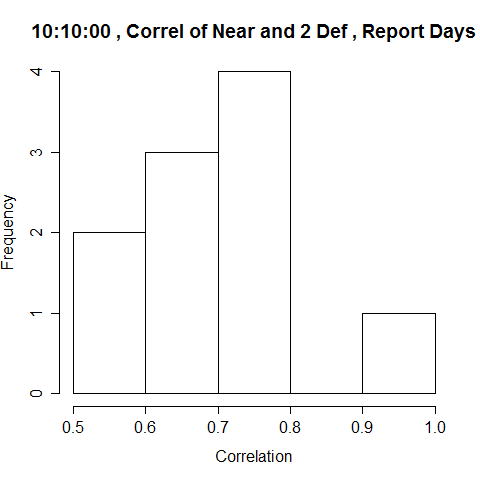 10:10:00 , Correl of Near and 2 Def , Report Days
Frequency
4
3
2
1
0
0.5 0.6 0.7 0.8 0.9 1.0
Correlation